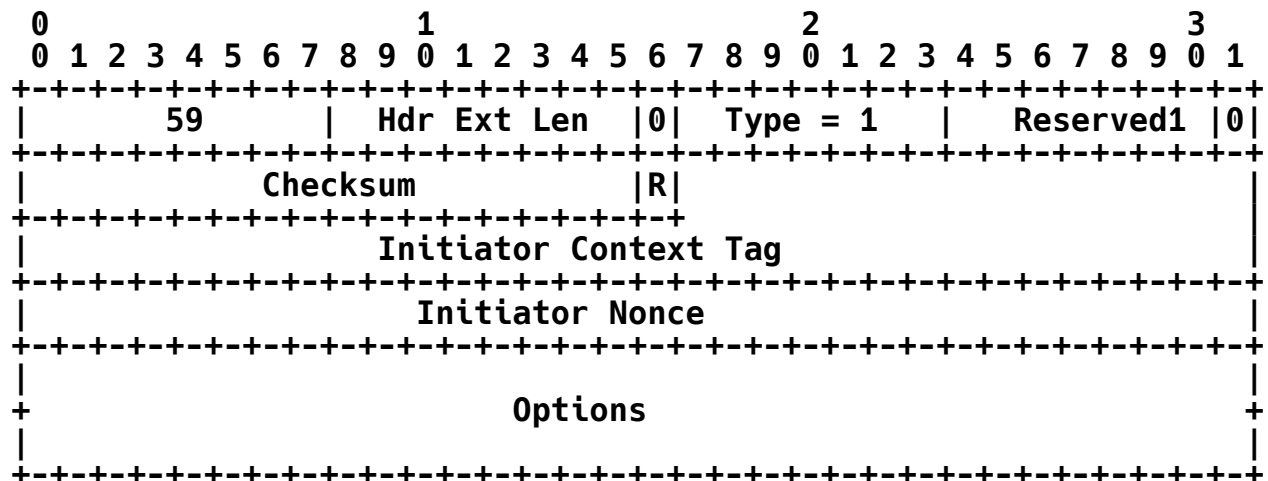 0                   1                   2                   3
 0 1 2 3 4 5 6 7 8 9 0 1 2 3 4 5 6 7 8 9 0 1 2 3 4 5 6 7 8 9 0 1
+-+-+-+-+-+-+-+-+-+-+-+-+-+-+-+-+-+-+-+-+-+-+-+-+-+-+-+-+-+-+-+-+
|       59      |  Hdr Ext Len  |0|  Type = 1   |   Reserved1 |0|
+-+-+-+-+-+-+-+-+-+-+-+-+-+-+-+-+-+-+-+-+-+-+-+-+-+-+-+-+-+-+-+-+
|            Checksum           |R|                             |
+-+-+-+-+-+-+-+-+-+-+-+-+-+-+-+-+-+                             |
|                  Initiator Context Tag                        |
+-+-+-+-+-+-+-+-+-+-+-+-+-+-+-+-+-+-+-+-+-+-+-+-+-+-+-+-+-+-+-+-+
|                    Initiator Nonce                            |
+-+-+-+-+-+-+-+-+-+-+-+-+-+-+-+-+-+-+-+-+-+-+-+-+-+-+-+-+-+-+-+-+
|                                                               |
+                         Options                               +
|                                                               |
+-+-+-+-+-+-+-+-+-+-+-+-+-+-+-+-+-+-+-+-+-+-+-+-+-+-+-+-+-+-+-+-+